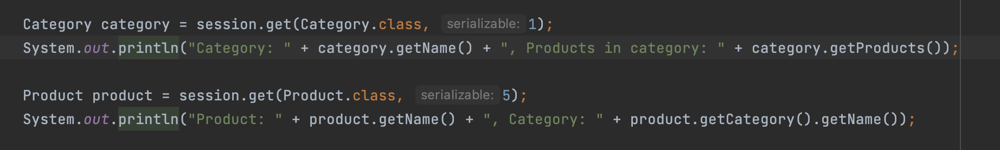 Category category = session.get(Category.class, serializable: 1);
System.out.println("Category: " + category.getName() + ", Products in category: " + category.getProducts());
Product product = session.get(Product.class, serializable: 5);
System.out.println("Product: " + product.getName() + ", Category: " + product.getCategory().getName());